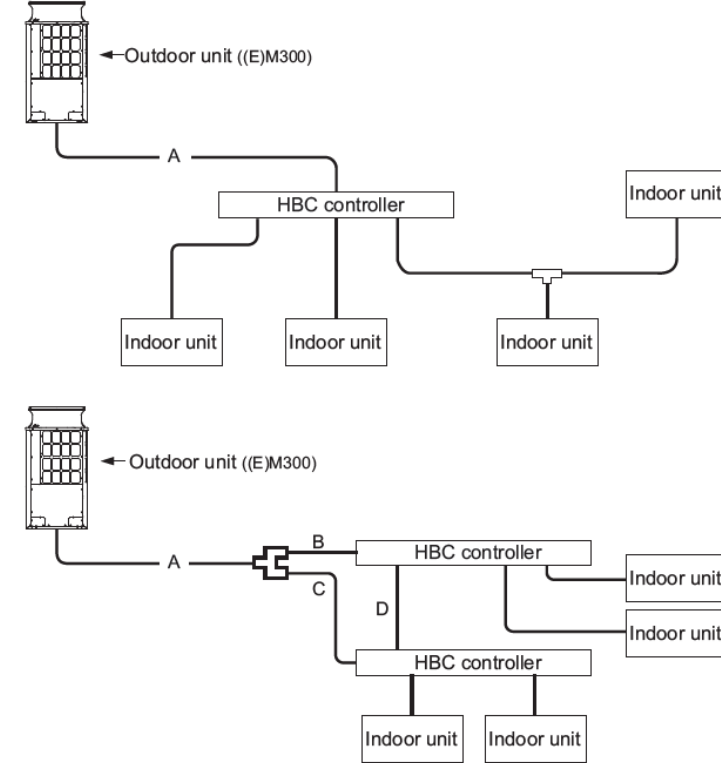 Outdoor unit ((E)M300)
A
HBC controller
Indoor unit
Indoor unit
Indoor unit
Indoor unit
Outdoor unit ((E)M300)
A
B
C
D
HBC controller
Indoor unit
Indoor unit
HBC controller
Indoor unit
Indoor unit